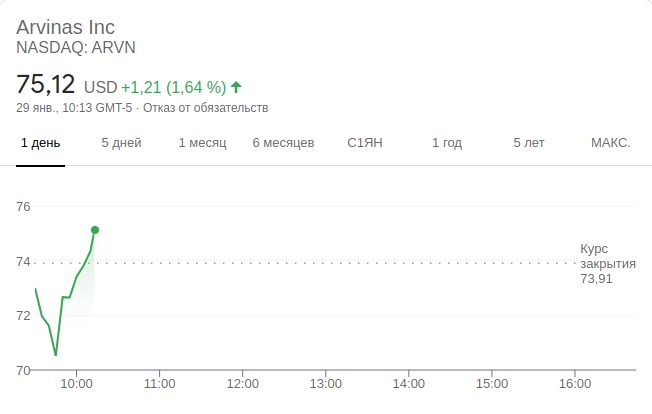 Arvinas Inc
NASDAQ: ARVN
75,12 USD +1,21 (1,64 %)
29 янв., 10:13 GMT-5 · Отказ от обязательств
1 день 5 дней 1 месяц 6 месяцев С1ЯН 1 год 5 лет МАКС.
76
74
72
70
Курс
закрытия
73,91
10:00 11:00 12:00 13:00 14:00 15:00 16:00